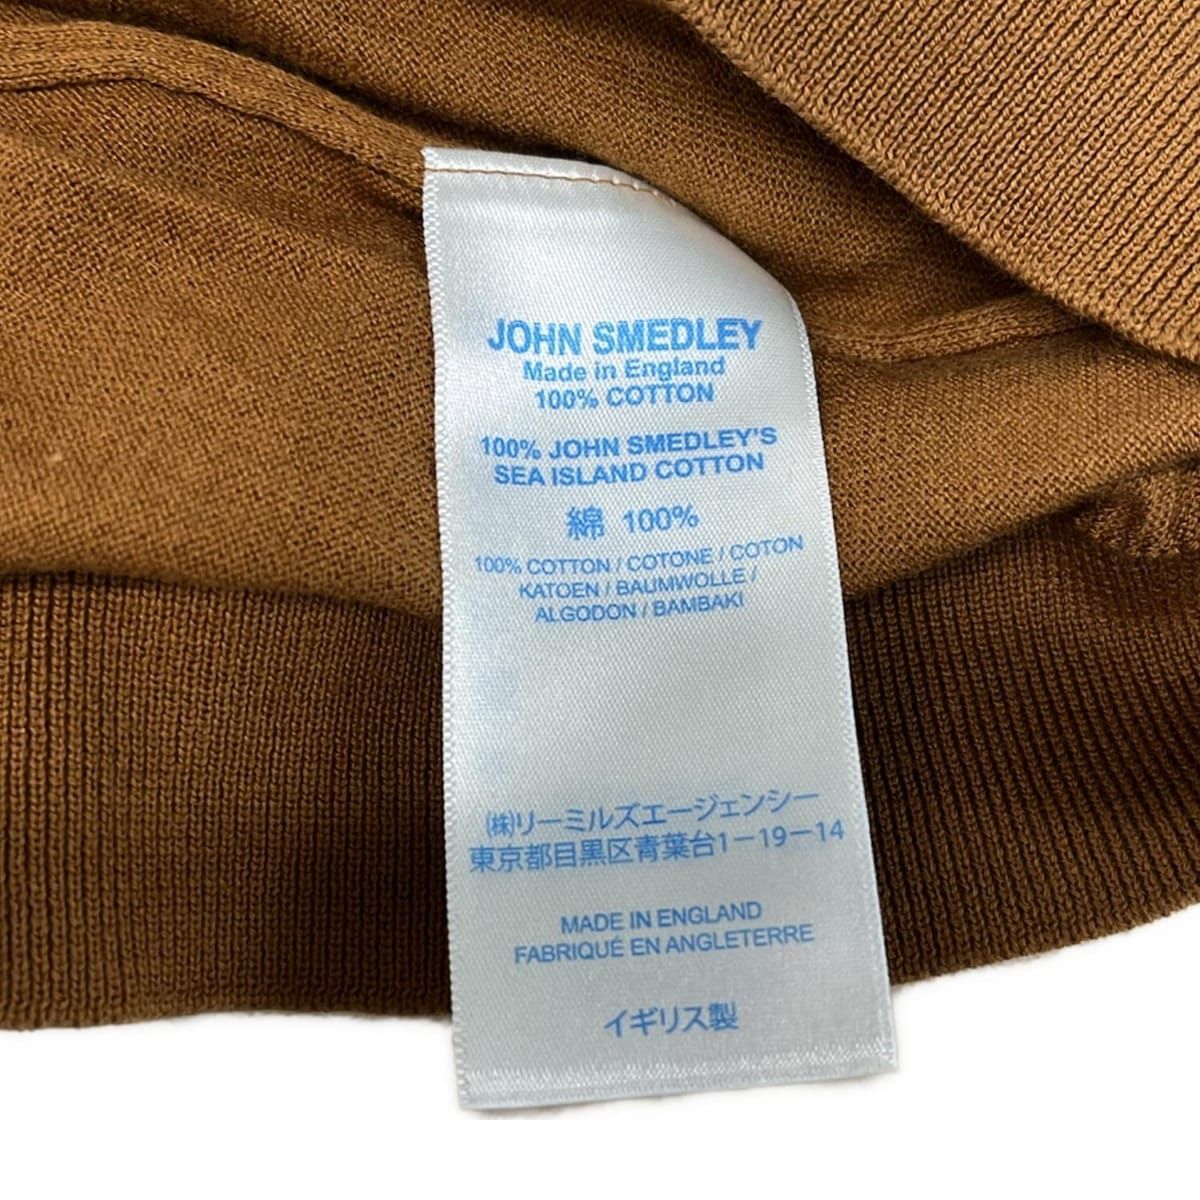 JOHN SMEDLEY
Made in England
100% COTTON
100% JOHN SMEDLEY'S
SEA ISLAND COTTON
綿 100%
100% COTTON / COTONE / COTON
KATOEN / BAUMWOLLE /
ALGODON / BAMBAKI
㈱リーミルズエージェンシー
東京都目黒区青葉台1－19－14
MADE IN ENGLAND
FABRIQUÉ EN ANGLETERRE
イギリス製